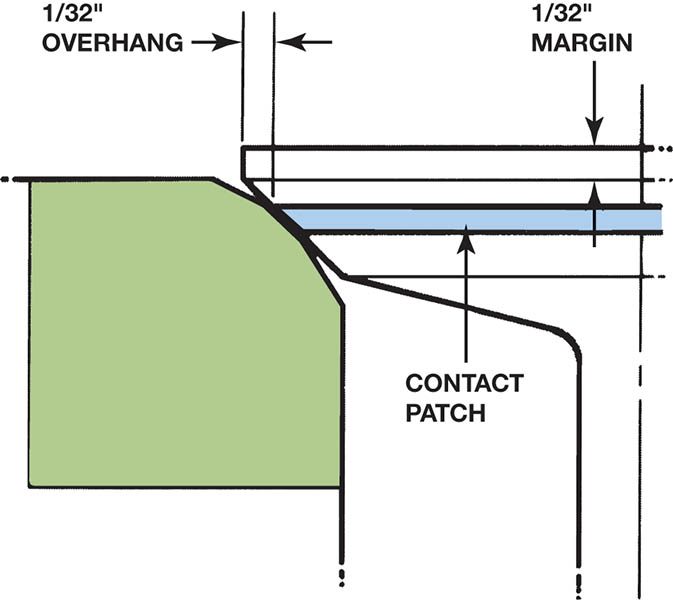 1/32"
OVERHANG
1/32"
MARGIN
CONTACT
PATCH